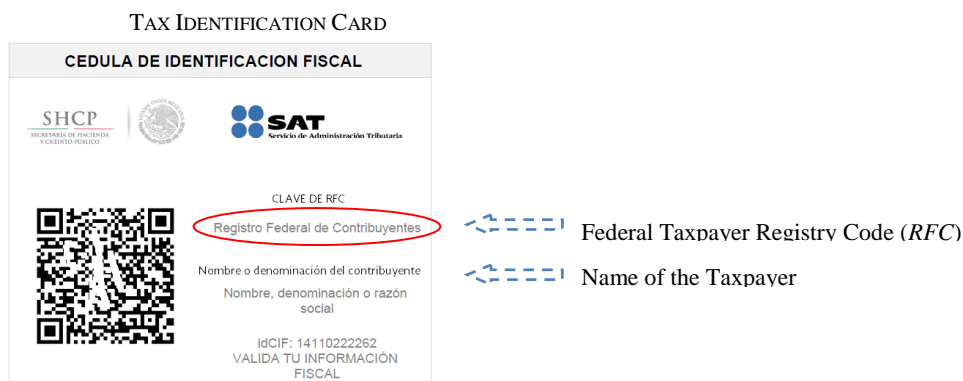 TAX IDENTIFICATION CARD
CEDULA DE IDENTIFICACION FISCAL
SHCP
SECRETARÍA DE HACIENDA
Y CRÉDITO PÚBLICO
SAT
Servicio de Administración Tributaria
CLAVE DE RFC
Registro Federal de Contribuyentes
Federal Taxpayer Registry Code (RFC)
Nombre o denominación del contribuyente
Name of the Taxpayer
Nombre, denominación o razón
social
idCIF: 14110222262
VALIDA TU INFORMACIÓN
FISCAL